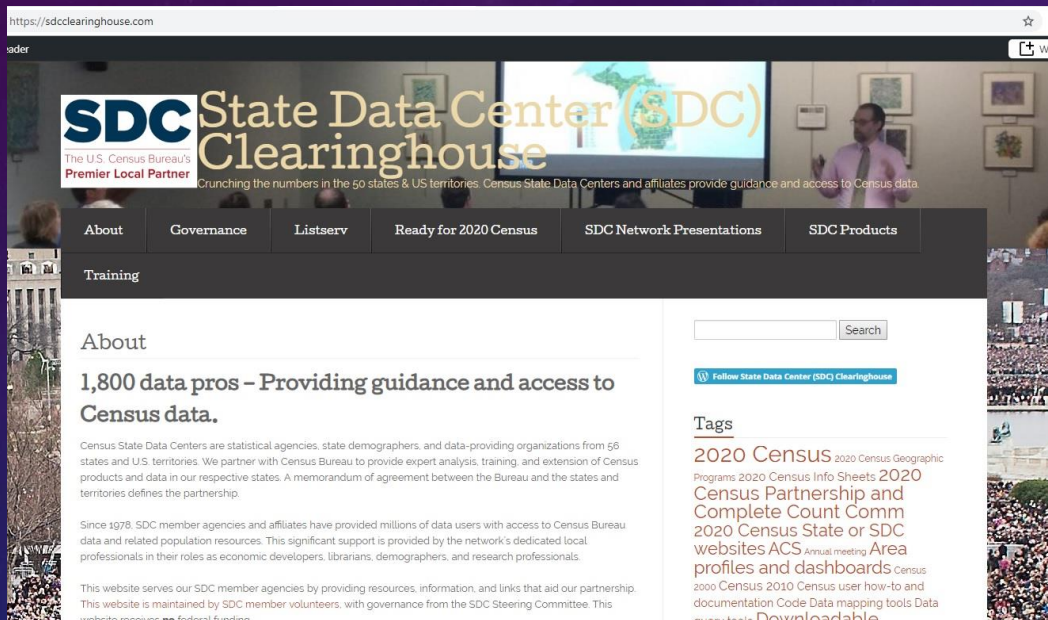 https://sdcclearinghouse.com
eader
SDC
The U.S. Census Bureau's
Premier Local Partner
State Data Center (SDC)
Clearinghouse
Crunching the numbers in the 50 states & US territories. Census State Data Centers and affiliates provide guidance and access to Census data.
About Governance Listserv Ready for 2020 Census SDC Network Presentations SDC Products
Training
About
1,800 data pros – Providing guidance and access to
Census data.
Census State Data Centers are statistical agencies, state demographers, and data-providing organizations from 56
states and U.S. territories. We partner with Census Bureau to provide expert analysis, training, and extension of Census
products and data in our respective states. A memorandum of agreement between the Bureau and the states and
territories defines the partnership.
Since 1978, SDC member agencies and affiliates have provided millions of data users with access to Census Bureau
data and related population resources. This significant support is provided by the network's dedicated local
professionals in their roles as economic developers, librarians, demographers, and research professionals.
This website serves our SDC member agencies by providing resources, information, and links that aid our partnership.
This website is maintained by SDC member volunteers, with governance from the SDC Steering Committee. This
website receives no federal funding.
Search
Follow State Data Center (SDC) Clearinghouse
Tags
2020 Census 2020 Census Geographic
Programs 2020 Census Info Sheets 2020
Census Partnership and
Complete Count Comm
2020 Census State or SDC
websites ACS Annual meeting Area
profiles and dashboards Census
2000 Census 2010 Census user how-to and
documentation Code Data mapping tools Data
query tools Downloadable